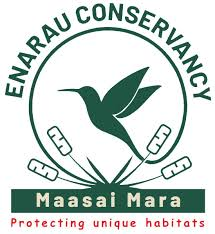 ENARAU CONSERVANCY
Maasai Mara
Protecting unique habitats